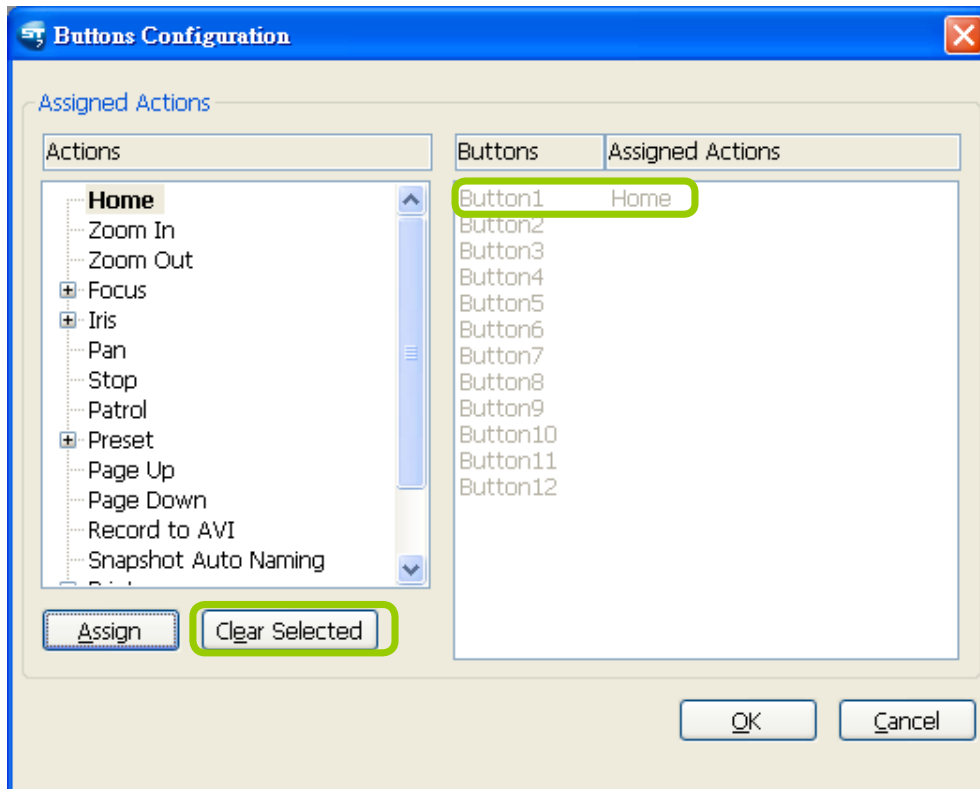 Buttons Configuration
Assigned Actions
Actions
Buttons Assigned Actions
Home
Zoom In
Zoom Out
Focus
Iris
Pan
Stop
Patrol
Preset
Page Up
Page Down
Record to AVI
Snapshot Auto Naming
Button1 Home
Button2
Button3
Button4
Button5
Button6
Button7
Button8
Button9
Button10
Button11
Button12
Assign Clear Selected
OK Cancel